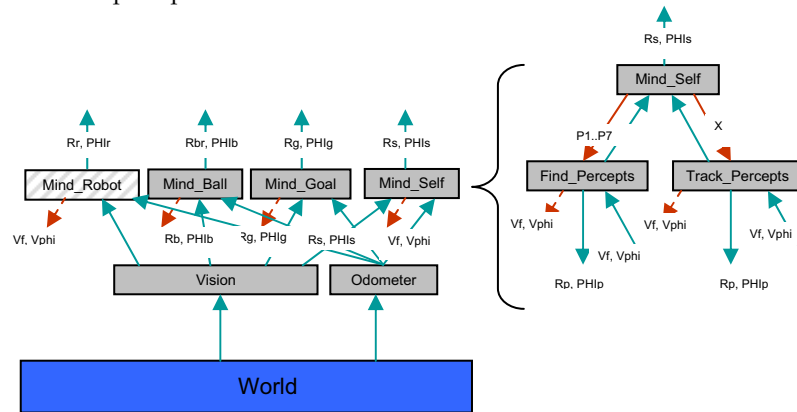 Rs, PHIs
Mind_Self
P1..P7
X
Find_Percepts
Track_Percepts
Vf, Vphi
Vf, Vphi
Vf, Vphi
Vf, Vphi
Rp, PHIp
Rp, PHIp
Rr, PHIr
Rbr, PHIb
Rg, PHIg
Rs, PHIs
Mind_Robot
Mind_Ball
Mind_Goal
Mind_Self
Vf, Vphi
Rb, PHIb
Rg, PHIg
Rs, PHIs
Vf, Vphi
Vision
Odometer
World